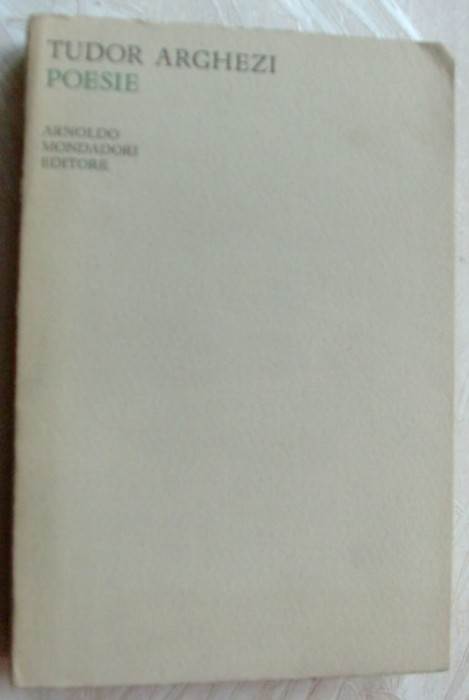 TUDOR ARGHEZI
POESIE
ARNOLDO
MONDADORI
EDITORE